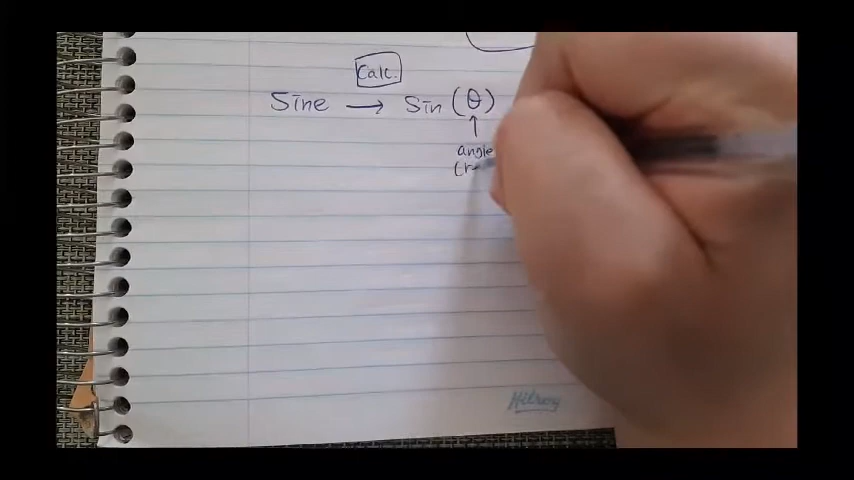 Calc.
Sine → Sin (θ)
angle
(r
Hilroy